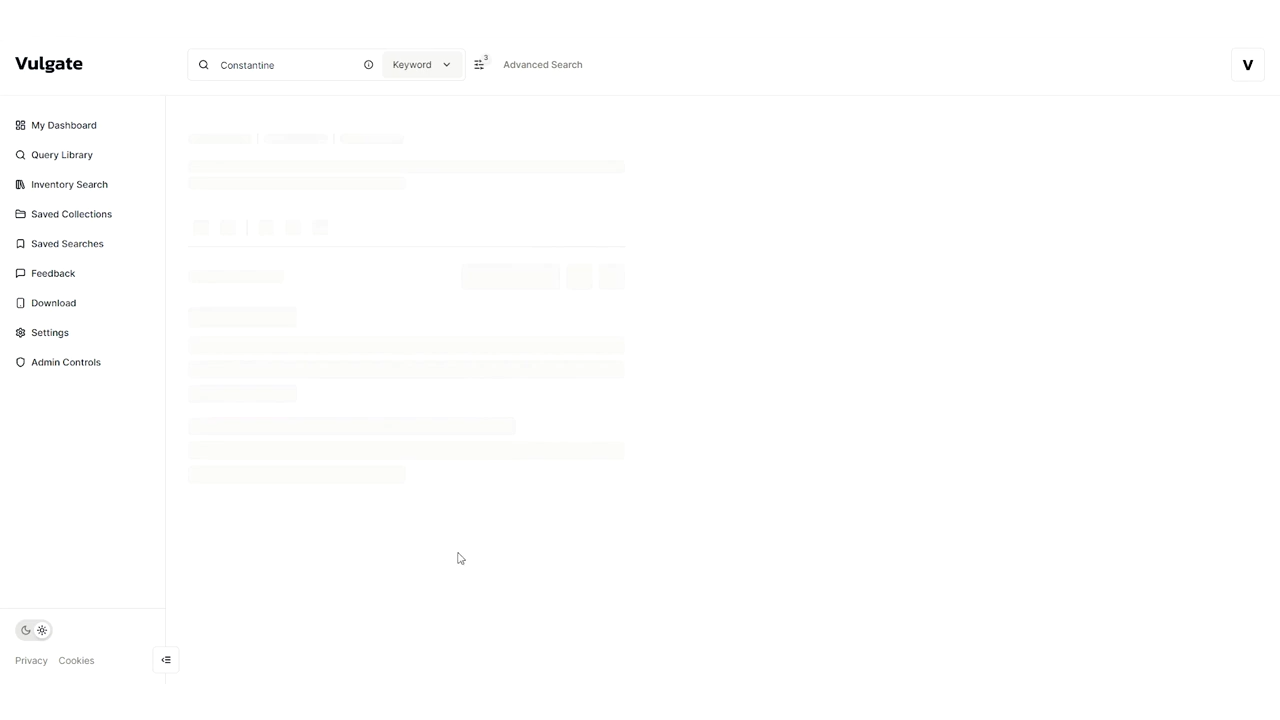 Vulgate
Constantine
Keyword
3
Advanced Search
V
My Dashboard
Query Library
Inventory Search
Saved Collections
Saved Searches
Feedback
Download
Settings
Admin Controls
Privacy Cookies